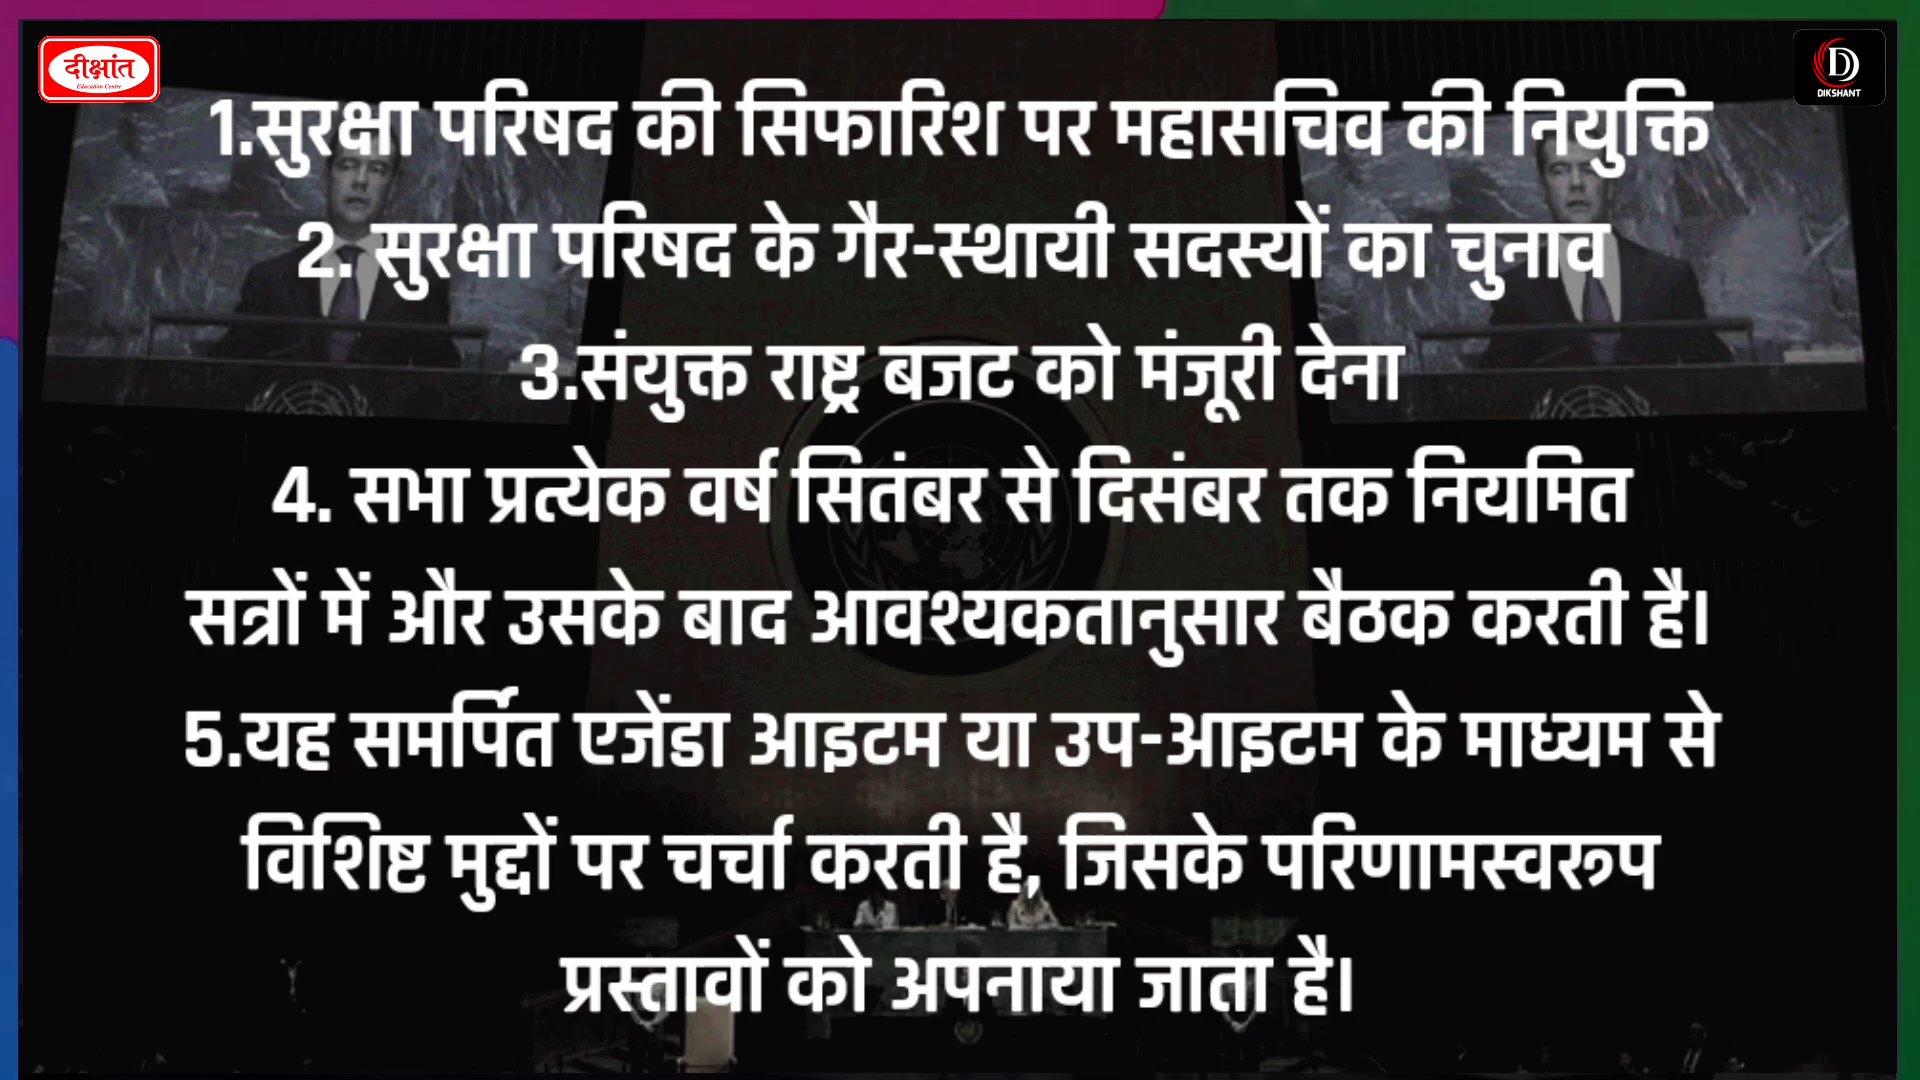 दीक्षांत
Education Centre
D
DIKSHANT
1.सुरक्षा परिषद की सिफारिश पर महासचिव की नियुक्ति
2. सुरक्षा परिषद के गैर-स्थायी सदस्यों का चुनाव
3.संयुक्त राष्ट्र बजट को मंजूरी देना
4. सभा प्रत्येक वर्ष सितंबर से दिसंबर तक नियमित
सत्रों में और उसके बाद आवश्यकतानुसार बैठक करती है।
5.यह समर्पित एजेंडा आइटम या उप-आइटम के माध्यम से
विशिष्ट मुद्दों पर चर्चा करती है, जिसके परिणामस्वरूप
प्रस्तावों को अपनाया जाता है।